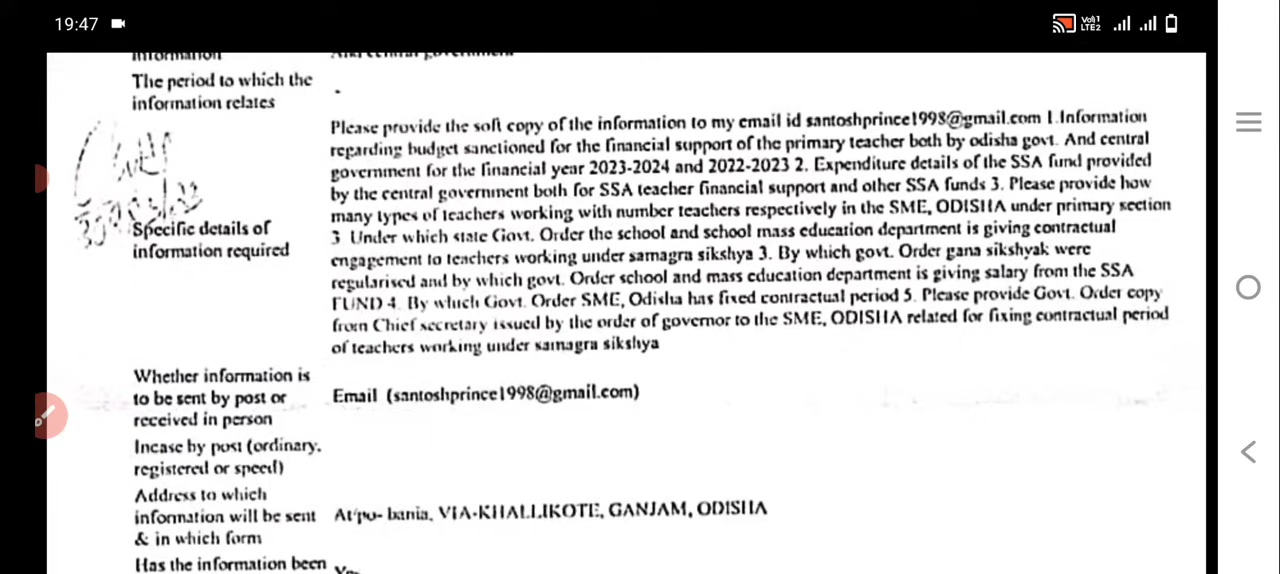 19:47
Vo)) 1
LTE2
information
And central government
The period to which the
information relates
.
Please provide the soft copy of the information to my email id santoshprince1998@gmail.com 1.Information
regarding budget sanctioned for the financial support of the primary teacher both by odisha govt. And central
government for the financial year 2023-2024 and 2022-2023 2. Expenditure details of the SSA fund provided
by the central government both for SSA teacher financial support and other SSA funds 3. Please provide how
many types of teachers working with number teachers respectively in the SME, ODISHA under primary section
3 Under which state Govt. Order the school and school mass education department is giving contractual
engagement to teachers working under samagra sikshya 3. By which govt. Order gana sikshyak were
regularised and by which govt. Order school and mass education department is giving salary from the SSA
FUND 4. By which Govt. Order SME, Odisha has fixed contractual period 5. Please provide Govt. Order copy
from Chief secretary issued by the order of governor to the SME, ODISHA related for fixing contractual period
of teachers working under samagra sikshya
Specific details of
information required
Whether information is
to be sent by post or
received in person
Email (santoshprince1998@gmail.com)
Incase by post (ordinary,
registered or speed)
Address to which
information will be sent
& in which form
At/po- bania, VIA-KHALLIKOTE, GANJAM, ODISHA
Has the information been